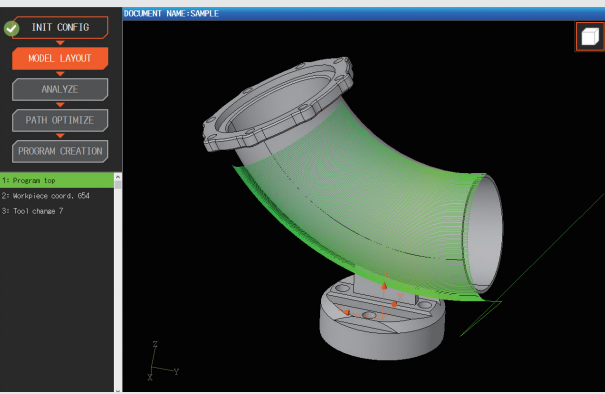 DOCUMENT NAME:SAMPLE
INIT CONFIG
MODEL LAYOUT
ANALYZE
PATH OPTIMIZE
PROGRAM CREATION
1: Program top
2: Workpiece coord. G54
3: Tool change 7
Z
Y
X